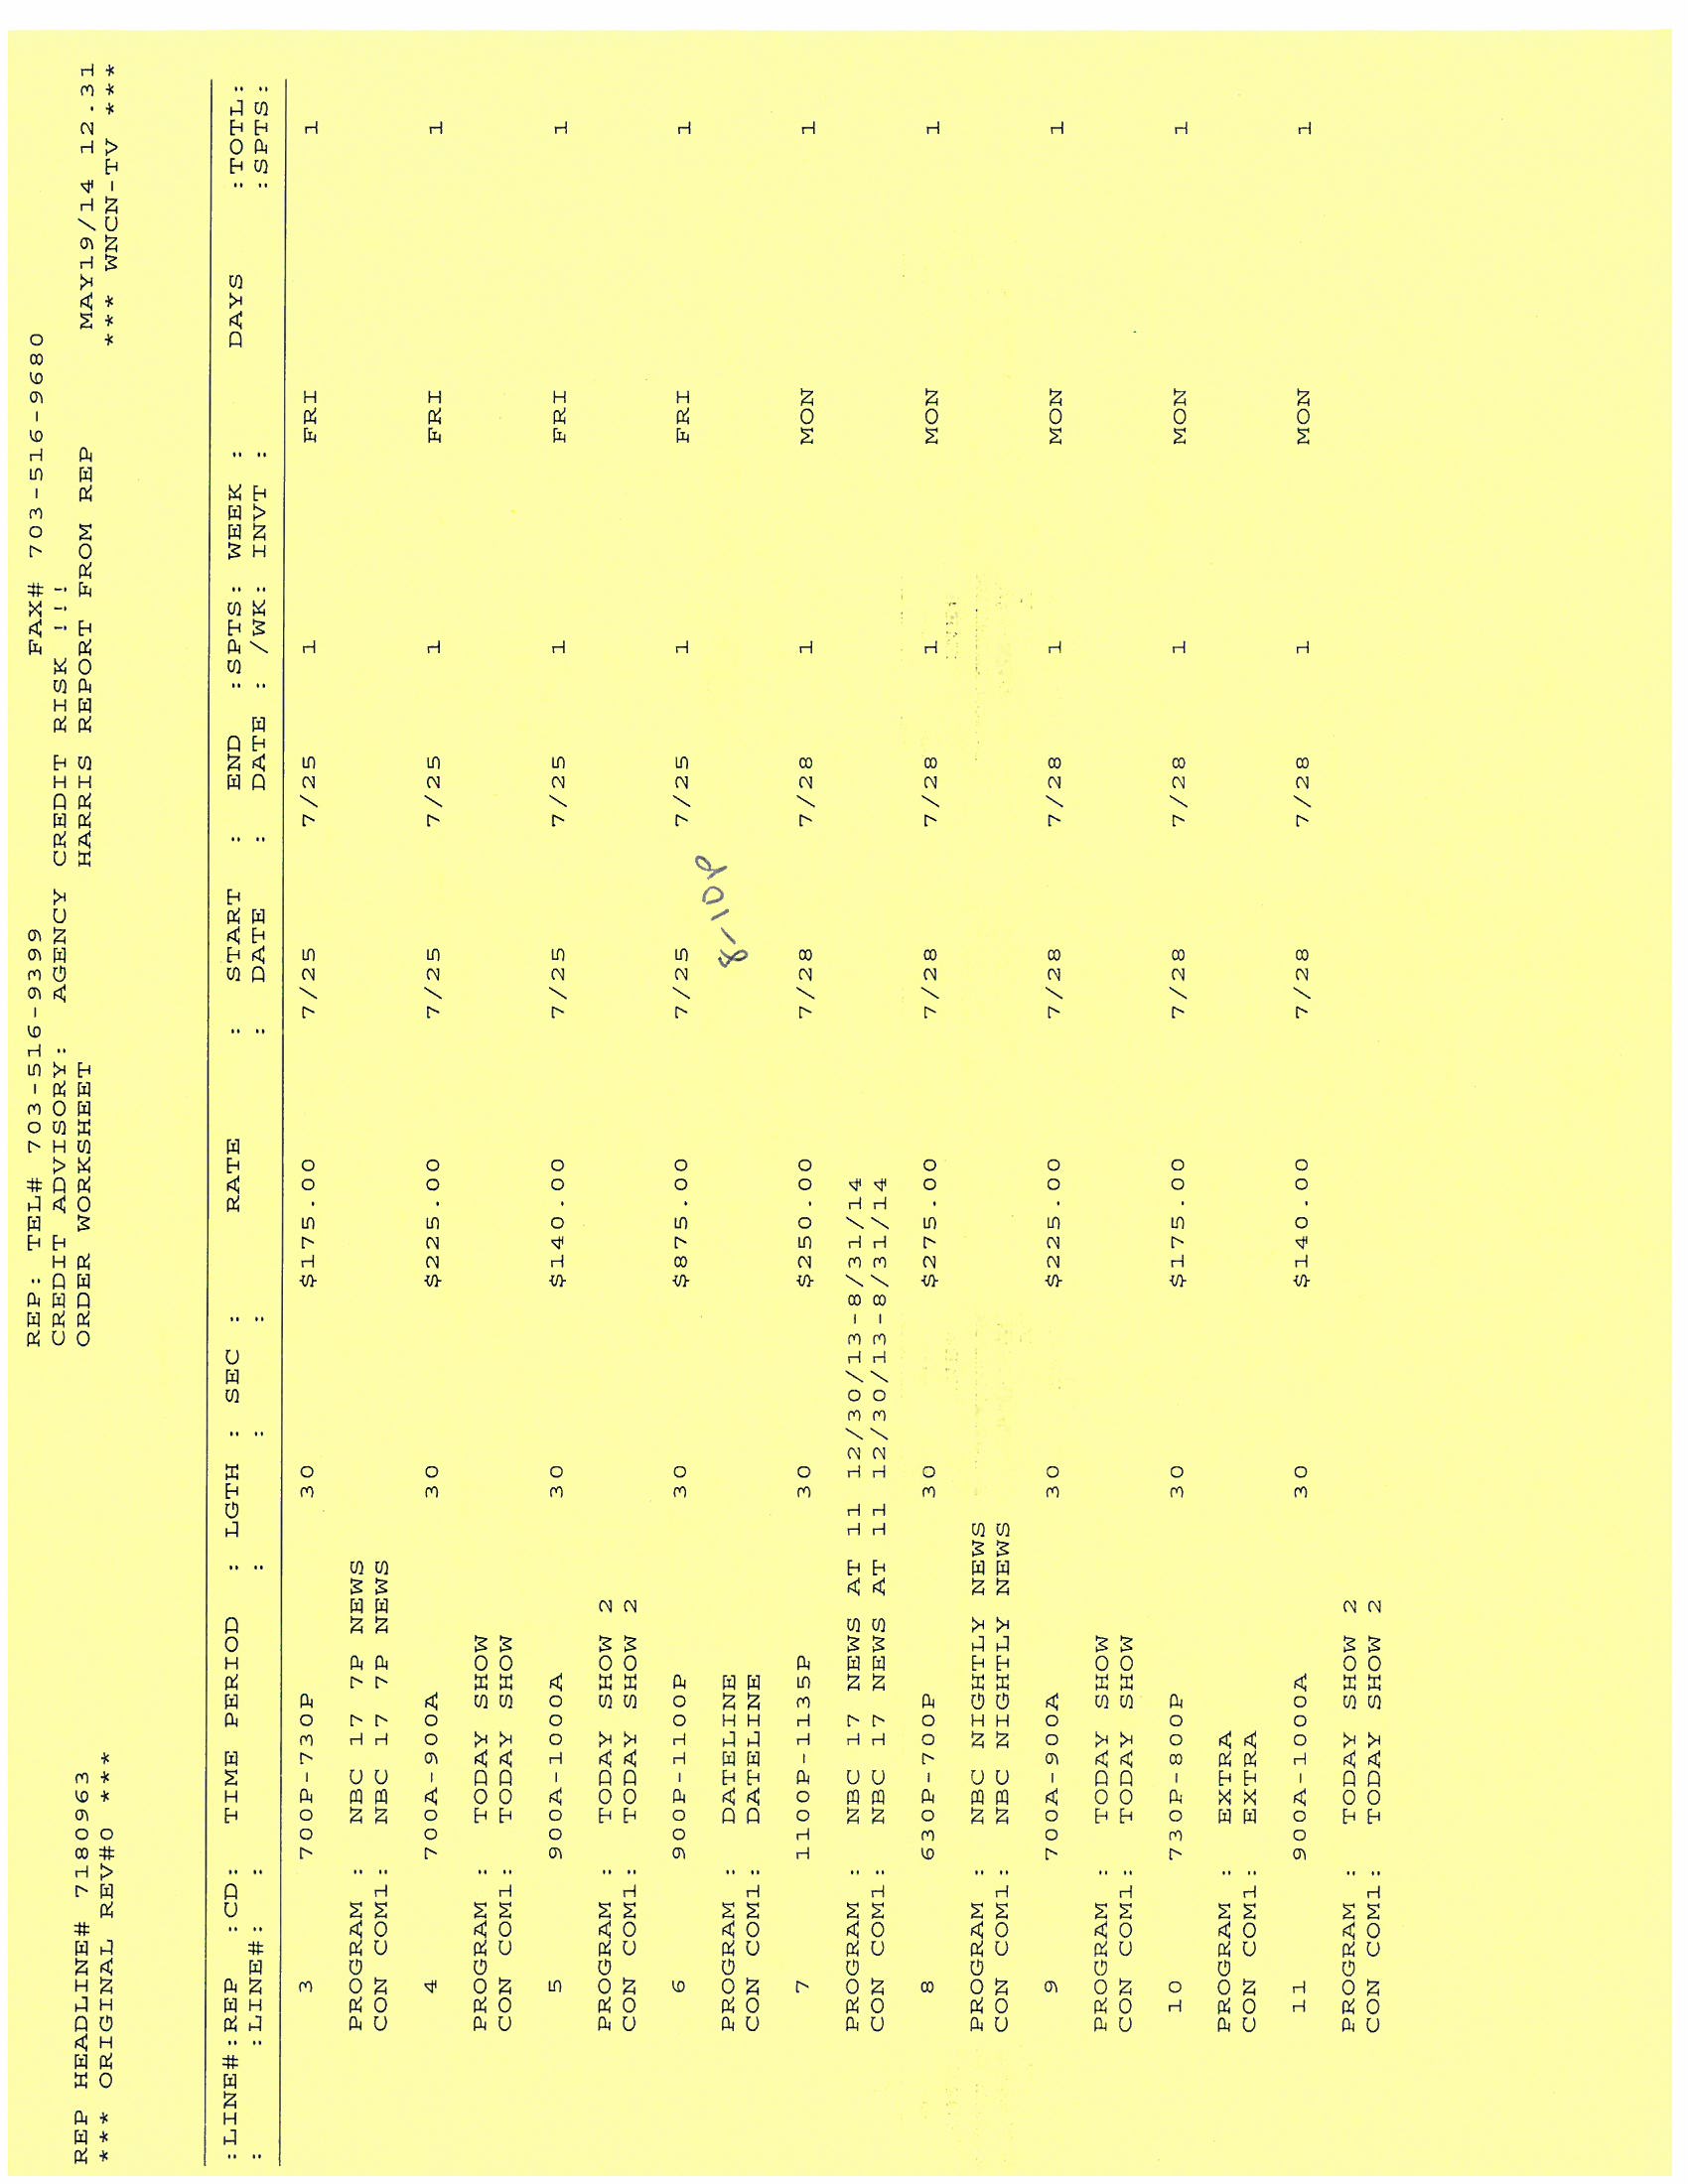 REP: TEL# 703-516-9399 FAX# 703-516-9680
CREDIT ADVISORY: AGENCY CREDIT RISK !!!
REP HEADLINE# 7180963 ORDER WORKSHEET HARRIS REPORT FROM REP MAY19/14 12.31
*** ORIGINAL REV#0 *** *** WNCN-TV ***
:LINE#:REP :CD: TIME PERIOD : LGTH : SEC : RATE : START : END :SPTS: WEEK : DAYS :TOTL:
: :LINE#: : : : : DATE : DATE : /WK: INVT : :SPTS:
3 700P-730P 30 $175.00 7/25 7/25 1 FRI 1
PROGRAM : NBC 17 7P NEWS
CON COM1: NBC 17 7P NEWS
4 700A-900A 30 $225.00 7/25 7/25 1 FRI 1
PROGRAM : TODAY SHOW
CON COM1: TODAY SHOW
5 900A-1000A 30 $140.00 7/25 7/25 1 FRI 1
PROGRAM : TODAY SHOW 2
CON COM1: TODAY SHOW 2
6 900P-1100P 30 $875.00 7/25 7/25 1 FRI 1
8-10P
PROGRAM : DATELINE
CON COM1: DATELINE
7 1100P-1135P 30 $250.00 7/28 7/28 1 MON 1
PROGRAM : NBC 17 NEWS AT 11 12/30/13-8/31/14
CON COM1: NBC 17 NEWS AT 11 12/30/13-8/31/14
8 630P-700P 30 $275.00 7/28 7/28 1 MON 1
PROGRAM : NBC NIGHTLY NEWS
CON COM1: NBC NIGHTLY NEWS
9 700A-900A 30 $225.00 7/28 7/28 1 MON 1
PROGRAM : TODAY SHOW
CON COM1: TODAY SHOW
10 730P-800P 30 $175.00 7/28 7/28 1 MON 1
PROGRAM : EXTRA
CON COM1: EXTRA
11 900A-1000A 30 $140.00 7/28 7/28 1 MON 1
PROGRAM : TODAY SHOW 2
CON COM1: TODAY SHOW 2